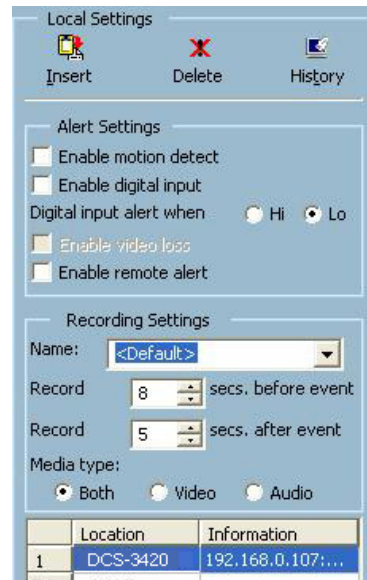 Local Settings
Insert Delete History
Alert Settings
Enable motion detect
Enable digital input
Digital input alert when Hi Lo
Enable video loss
Enable remote alert
Recording Settings
Name: <Default>
Record 8 secs. before event
Record 5 secs. after event
Media type:
Both Video Audio
Location Information
1 DCS-3420 192.168.0.107:...